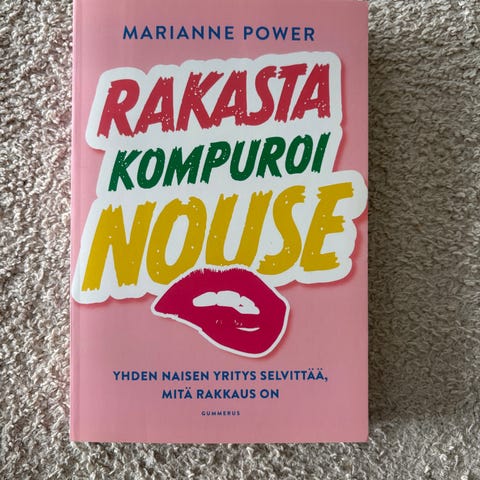 MARIANNE POWER
RAKASTA
KOMPUROI
NOUSE
YHDEN NAISEN YRITYS SELVITTÄÄ,
MITÄ RAKKAUS ON
GUMMERUS